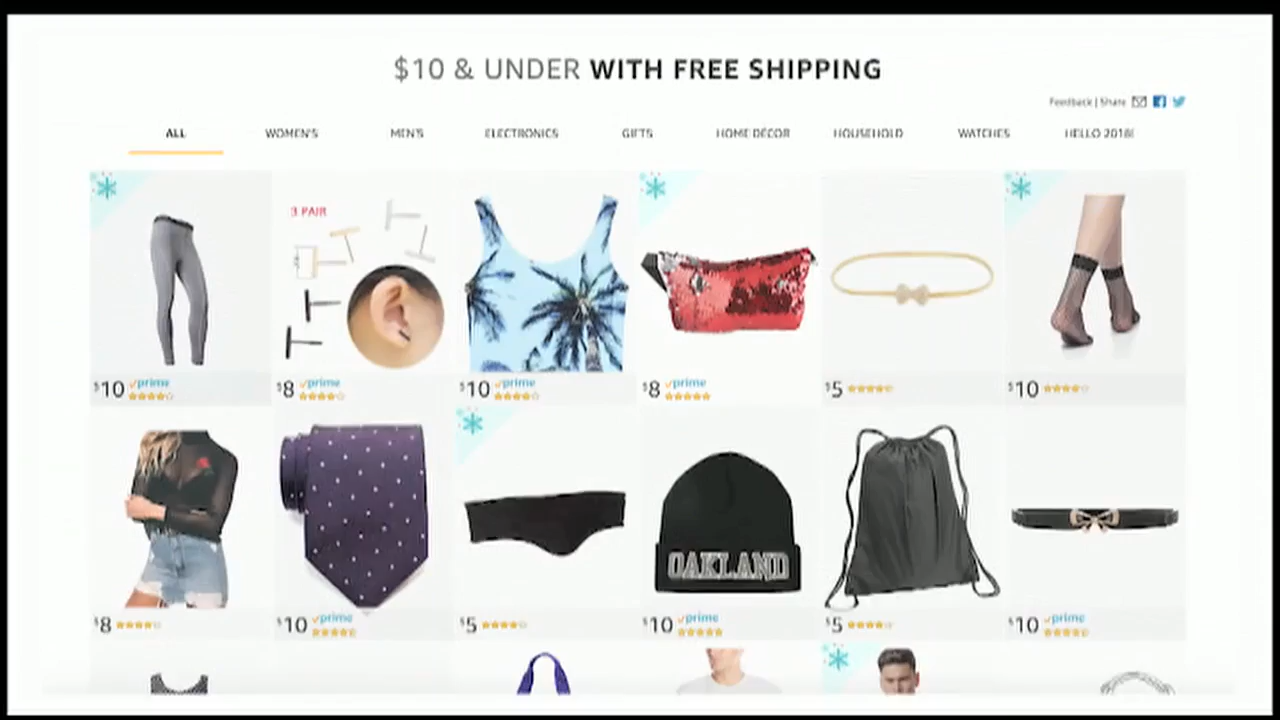 $10 & UNDER WITH FREE SHIPPING
Feedback | Share
ALL WOMEN'S MEN'S ELECTRONICS GIFTS HOME DÉCOR HOUSEHOLD WATCHES HELLO 2018!
3 PAIR
$10 prime $8 prime $10 prime $8 prime $5 $10
OAKLAND
$8 $10 prime $5 $10 prime $5 $10 prime